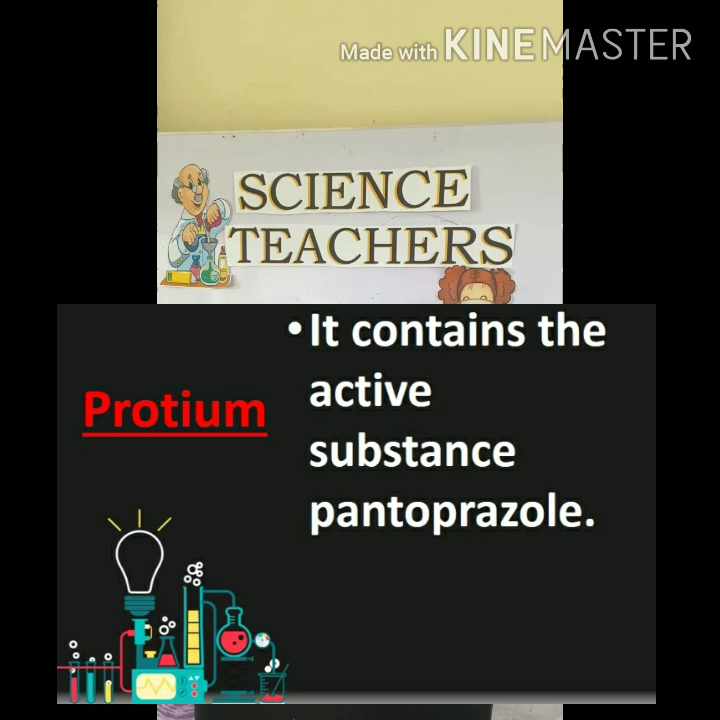 Made with KINEMASTER
SCIENCE
TEACHERS
• It contains the
active
substance
pantoprazole.
Protium